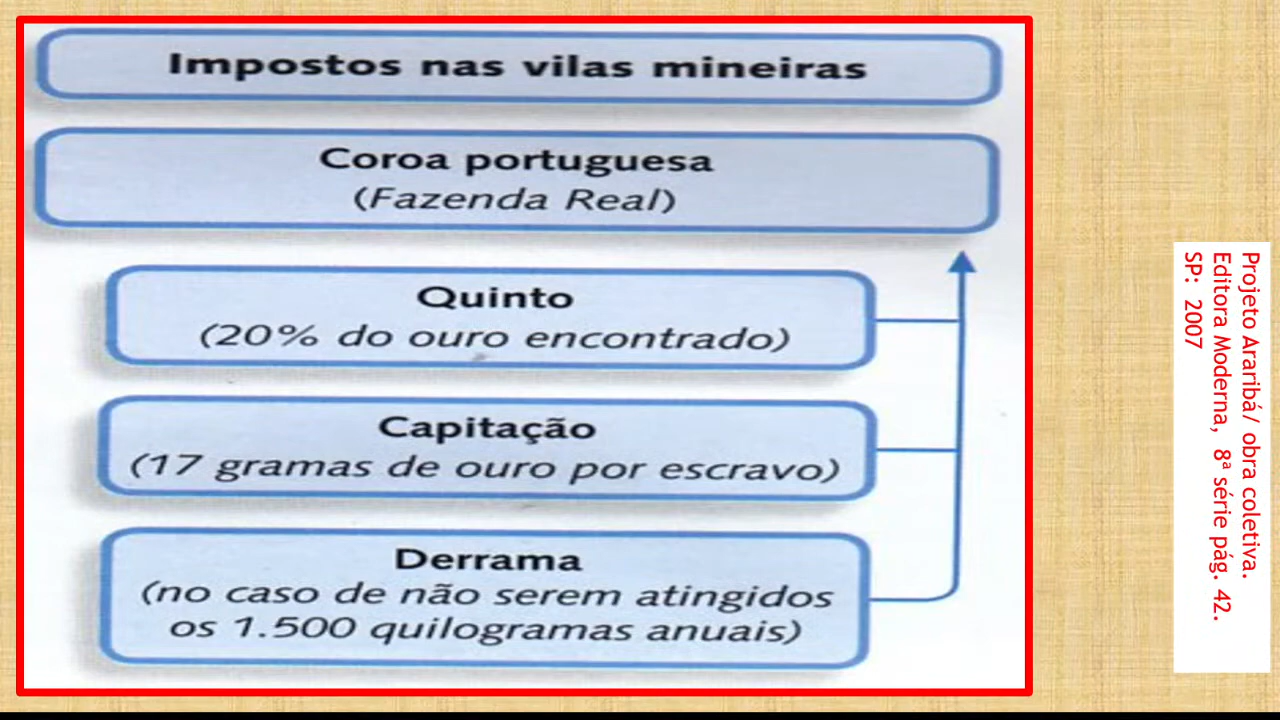 Impostos nas vilas mineiras
Coroa portuguesa
(Fazenda Real)
Quinto
(20% do ouro encontrado)
Capitação
(17 gramas de ouro por escravo)
Derrama
(no caso de não serem atingidos
os 1.500 quilogramas anuais)
Projeto Araribá/ obra coletiva.
Editora Moderna, 8ª série pág. 42.
SP: 2007